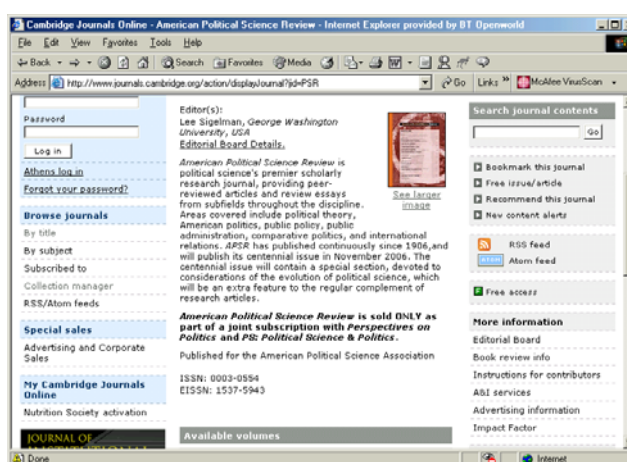 Cambridge Journals Online - American Political Science Review - Internet Explorer provided by BT Openworld
File Edit View Favorites Tools Help
Back Search Favorites Media
Address http://www.journals.cambridge.org/action/displayJournal?jid=PSR Go Links » McAfee VirusScan
Password
Log in
Athens log in
Forgot your password?
Browse journals
By title
By subject
Subscribed to
Collection manager
RSS/Atom feeds
Special sales
Advertising and Corporate
Sales
My Cambridge Journals
Online
Nutrition Society activation
JOURNAL OF
Editor(s):
Lee Sigelman, George Washington
University, USA
Editorial Board Details.
American Political Science Review is
political science's premier scholarly
research journal, providing peer-
reviewed articles and review essays
from subfields throughout the discipline.
Areas covered include political theory,
American politics, public policy, public
administration, comparative politics, and international
relations. APSR has published continuously since 1906, and
will publish its centennial issue in November 2006. The
centennial issue will contain a special section, devoted to
considerations of the evolution of political science, which
will be an extra feature to the regular complement of
research articles.
American Political Science Review is sold ONLY as
part of a joint subscription with Perspectives on
Politics and PS: Political Science & Politics.
Published for the American Political Science Association
ISSN: 0003-0554
EISSN: 1537-5943
Available volumes
See larger
image
Search journal contents
Go
Bookmark this journal
Free issue/article
Recommend this journal
New content alerts
RSS feed
ATOM Atom feed
F Free access
More information
Editorial Board
Book review info
Instructions for contributors
A&I services
Advertising information
Impact Factor
Done Internet